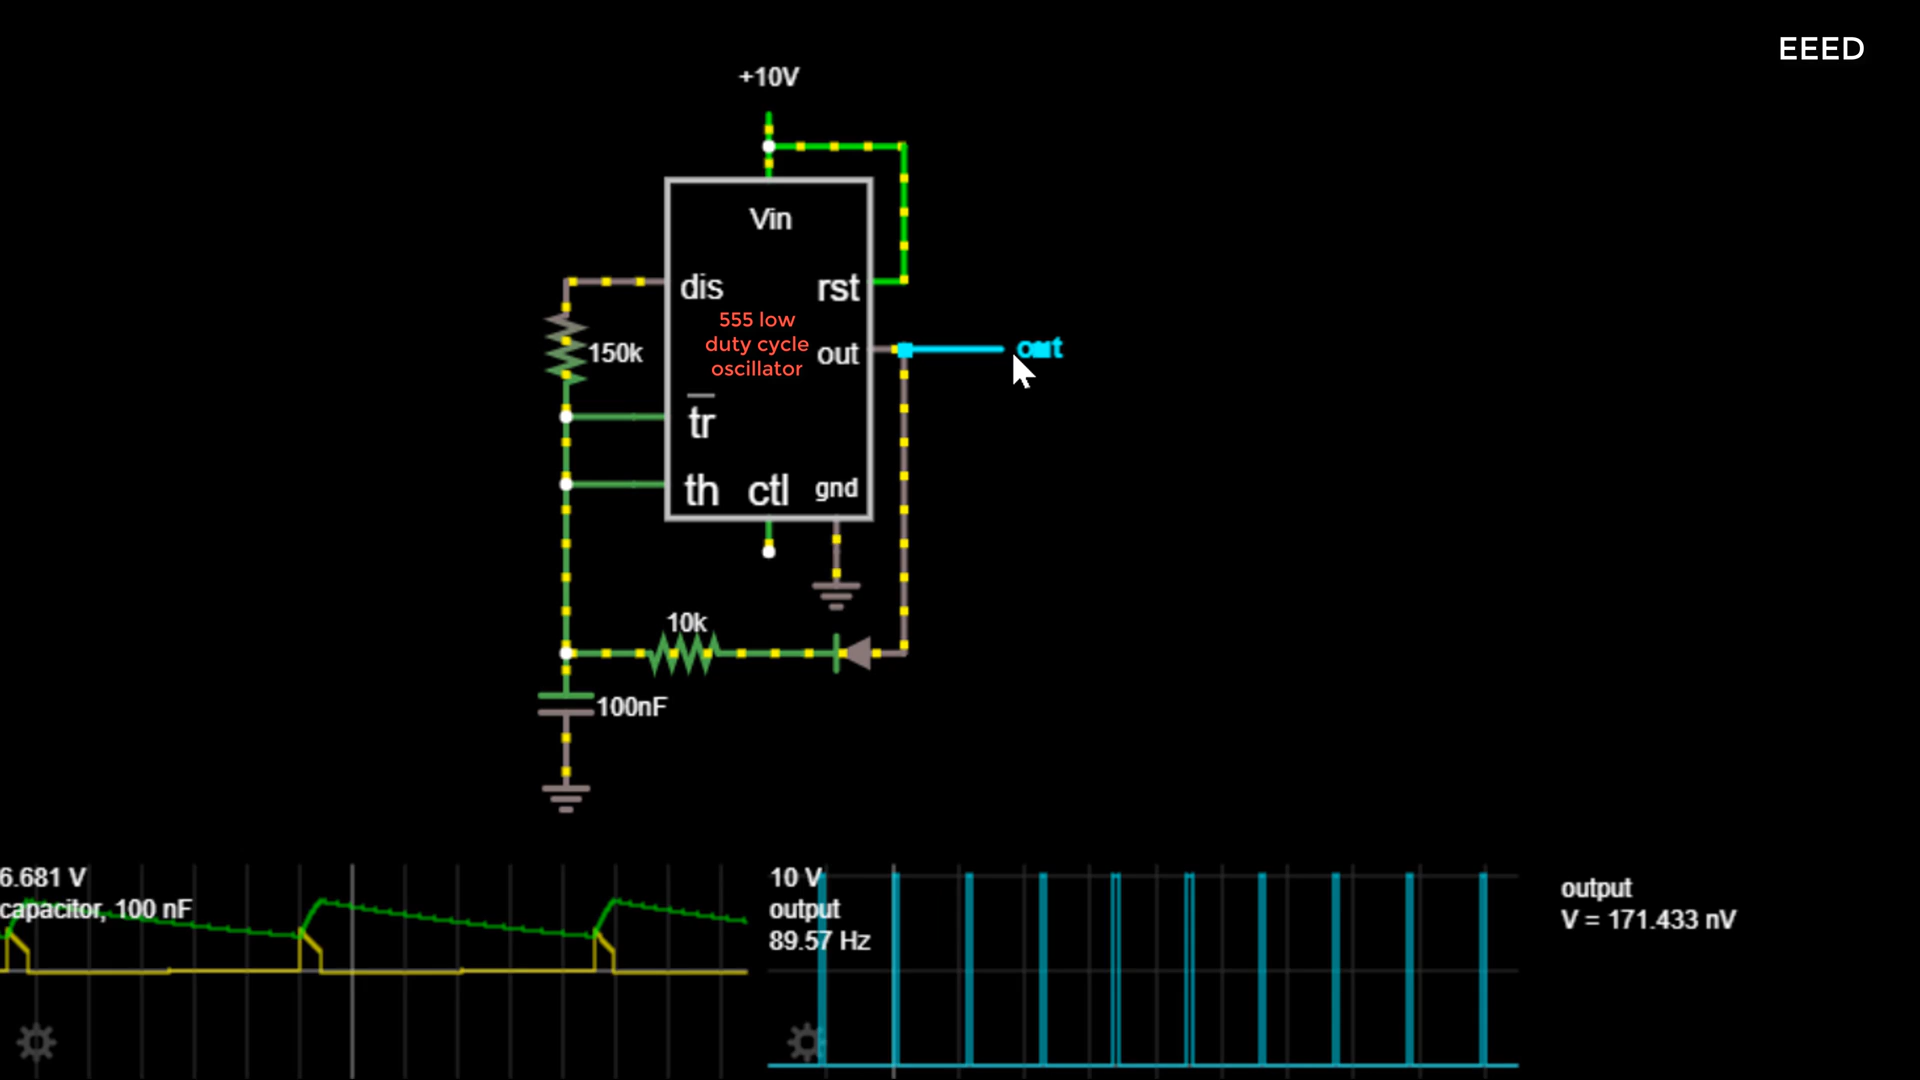 EEED
+10V
Vin
dis
rst
555 low
duty cycle
oscillator
150k
out
out
tr
th
ctl
gnd
10k
100nF
6.681 V
capacitor, 100 nF
10 V
output
89.57 Hz
output
V = 171.433 nV